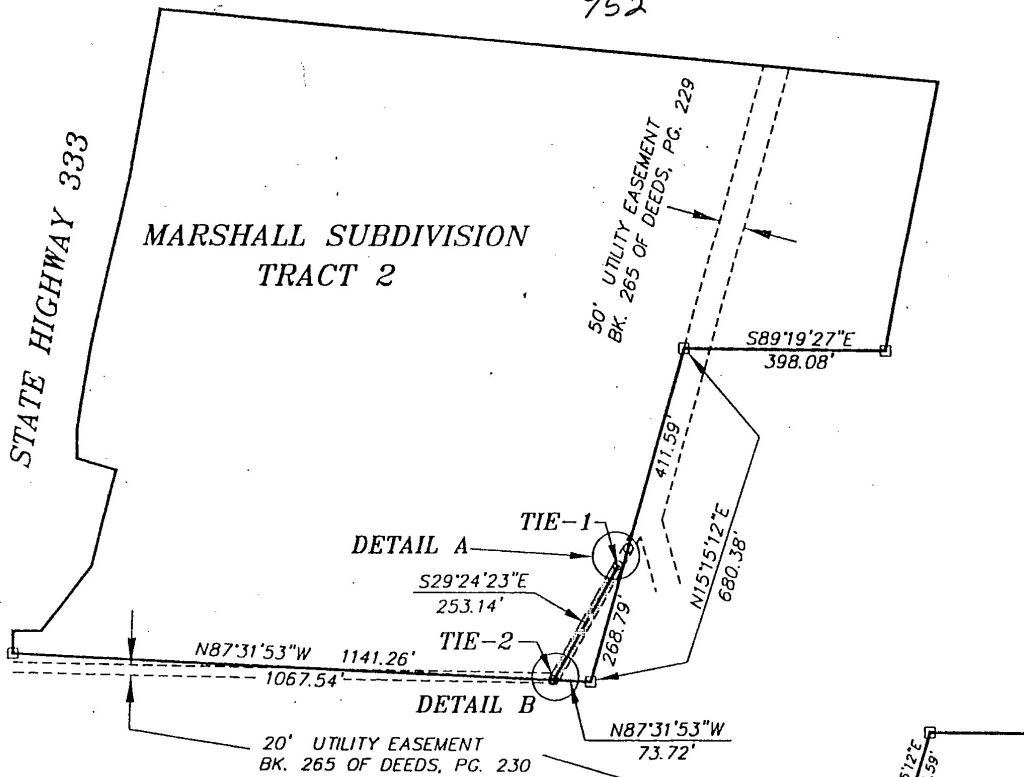 952
50' UTILITY EASEMENT
BK. 265 OF DEEDS, PG. 229
STATE HIGHWAY 333
MARSHALL SUBDIVISION
TRACT 2
S89°19'27"E
398.08'
411.59'
TIE-1
DETAIL A
N15°15'12"E
680.38'
S29°24'23"E
253.14'
268.79'
TIE-2
N87°31'53"W 1141.26'
1067.54'
DETAIL B
N87°31'53"W
73.72'
20' UTILITY EASEMENT
BK. 265 OF DEEDS, PG. 230